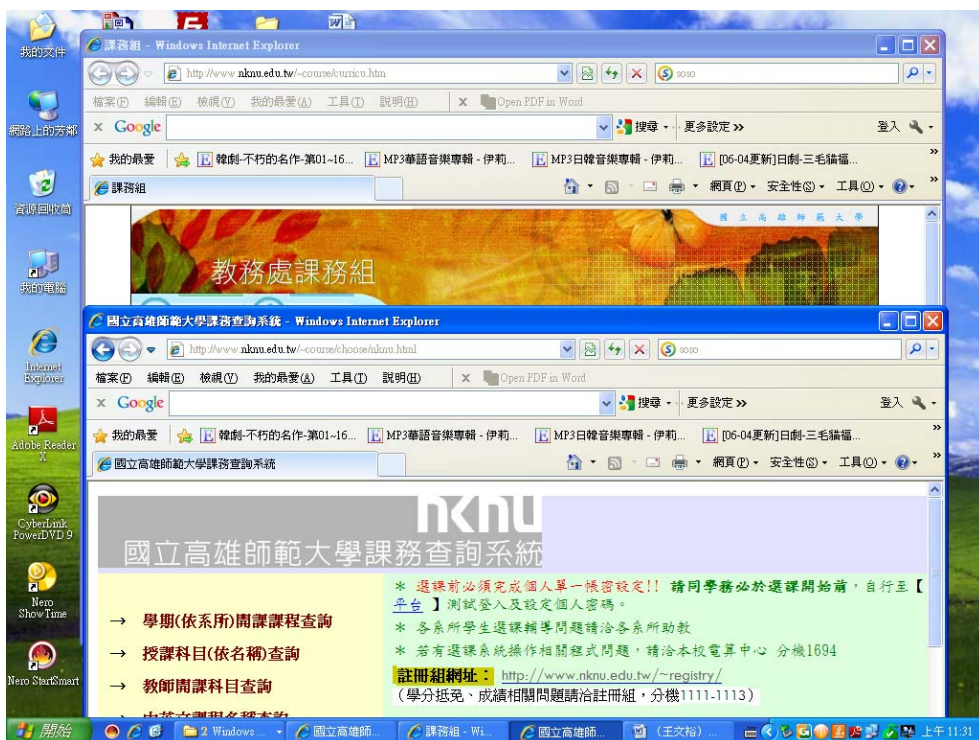 我的文件
網路上的芳鄰
資源回收筒
我的電腦
Internet Explorer
Adobe Reader X
CyberLink PowerDVD 9
Nero ShowTime
Nero StartSmart
課務組 - Windows Internet Explorer
http://www.nknu.edu.tw/~course/curricu.htm
soso
檔案(F) 編輯(E) 檢視(V) 我的最愛(A) 工具(T) 說明(H) x Open PDF in Word
x Google 搜尋 更多設定 » 登入
我的最愛 韓劇-不朽的名作-第01~16... MP3華語音樂專輯 - 伊莉... MP3日韓音樂專輯 - 伊莉... [06-04更新]日劇-三毛貓福... »
課務組 網頁(P) 安全性(S) 工具(O) »
國立高雄師範大學
教務處課務組
國立高雄師範大學課務查詢系統 - Windows Internet Explorer
http://www.nknu.edu.tw/~course/choose/nknu.html
soso
檔案(F) 編輯(E) 檢視(V) 我的最愛(A) 工具(T) 說明(H) x Open PDF in Word
x Google 搜尋 更多設定 » 登入
我的最愛 韓劇-不朽的名作-第01~16... MP3華語音樂專輯 - 伊莉... MP3日韓音樂專輯 - 伊莉... [06-04更新]日劇-三毛貓福... »
國立高雄師範大學課務查詢系統 網頁(P) 安全性(S) 工具(O) »
nknu
國立高雄師範大學課務查詢系統
→ 學期(依系所)開課課程查詢
→ 授課科目(依名稱)查詢
→ 教師開課科目查詢
→ 中英文課程名稱查詢
* 選課前必須完成個人單一帳密設定!! 請同學務必於選課開始前，自行至【
平台 】測試登入及設定個人密碼。
* 各系所學生選課輔導問題請洽各系所助教
* 若有選課系統操作相關程式問題，請洽本校電算中心 分機1694
註冊組網址： http://www.nknu.edu.tw/~registry/
（學分抵免、成績相關問題請洽註冊組，分機1111-1113）
開始 2 Windows ... 國立高雄師... 課務組 - Wi... 國立高雄師... (王文裕) ... 上午 11:31